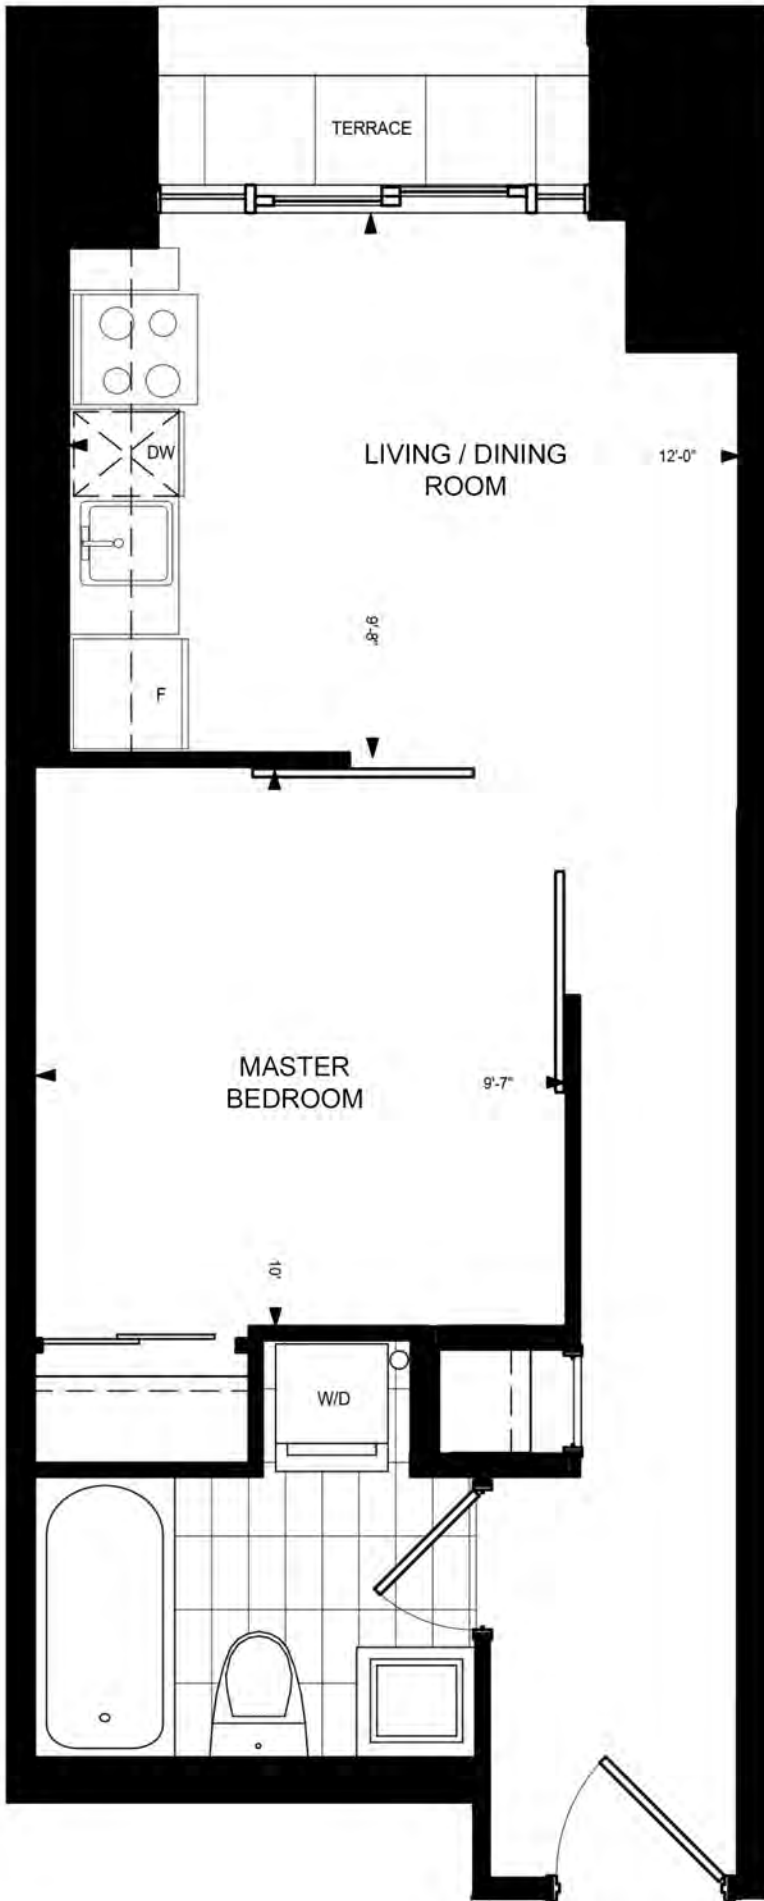 TERRACE
DW
LIVING / DINING
ROOM
12'-0"
9'-8"
F
MASTER
BEDROOM
9'-7"
10'
W/D